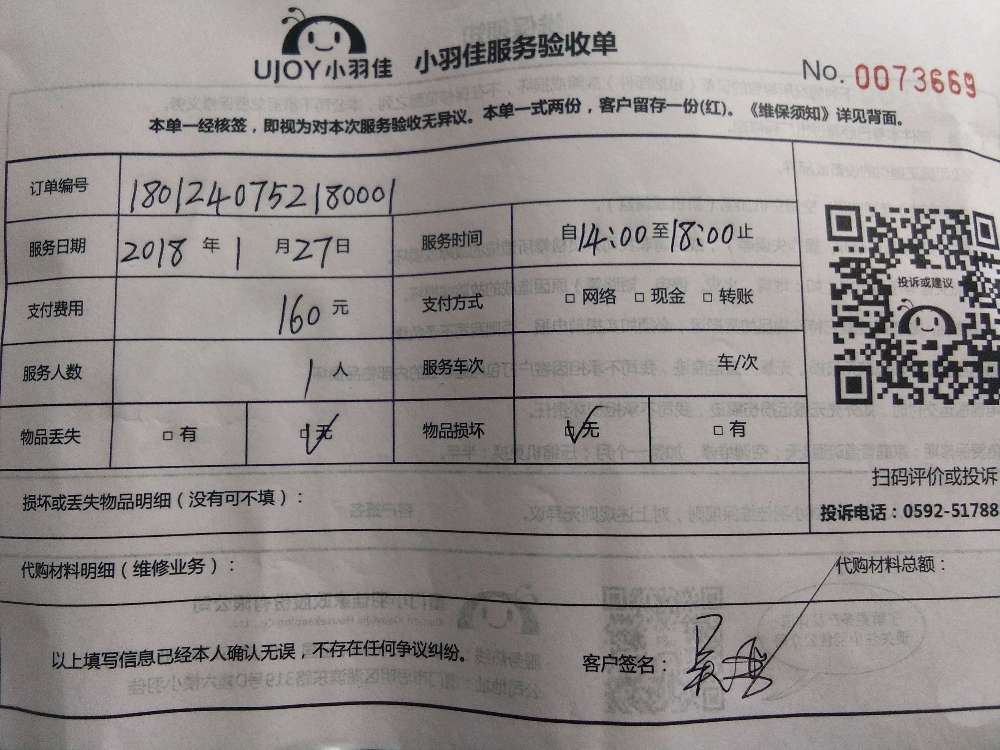 UJOY小羽佳 小羽佳服务验收单
No. 0073669
本单一经核签，即视为对本次服务验收无异议。本单一式两份，客户留存一份(红)。《维保须知》详见背面。
订单编号 1801240752180001
服务日期 2018 年 1 月 27 日 服务时间 自14:00至18:00止
支付费用 160 元 支付方式 □ 网络 □ 现金 □ 转账
服务人数 1 人 服务车次 车/次
物品丢失 □ 有 □ 无 物品损坏 □ 无 □ 有
投诉或建议
扫码评价或投诉
投诉电话：0592-51788
损坏或丢失物品明细（没有可不填）：
代购材料明细（维修业务）：
代购材料总额：
以上填写信息已经本人确认无误，不存在任何争议纠纷。
客户签名：